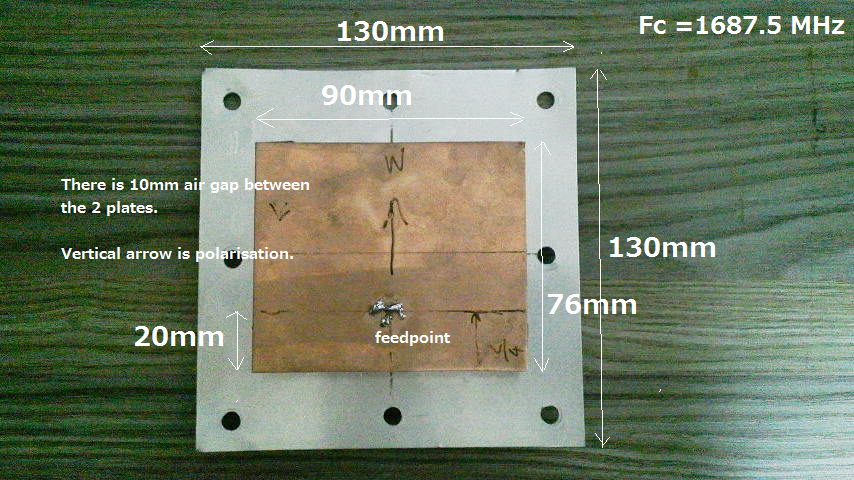 Fc =1687.5 MHz
130mm
90mm
W
There is 10mm air gap between
the 2 plates.
Vertical arrow is polarisation.
130mm
76mm
20mm
feedpoint